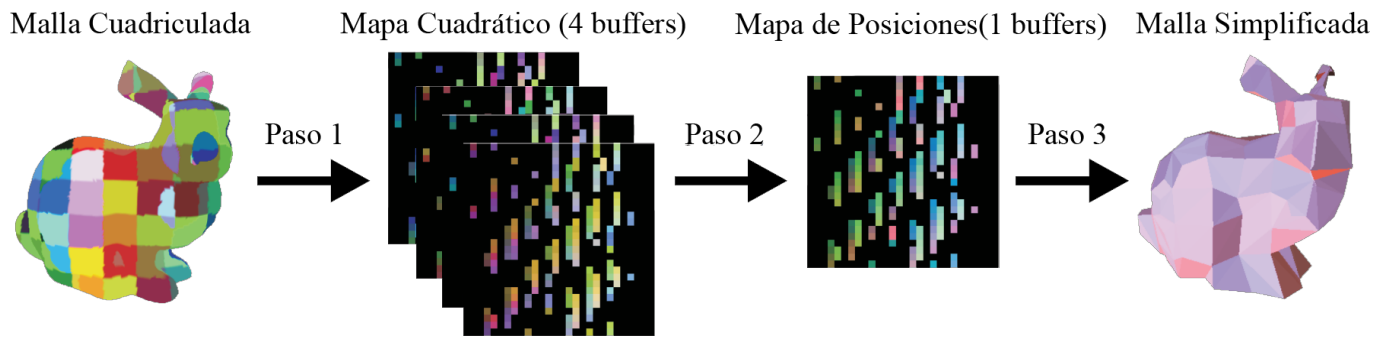 Malla Cuadriculada
Mapa Cuadrático (4 buffers)
Mapa de Posiciones(1 buffers)
Malla Simplificada
Paso 1
Paso 2
Paso 3